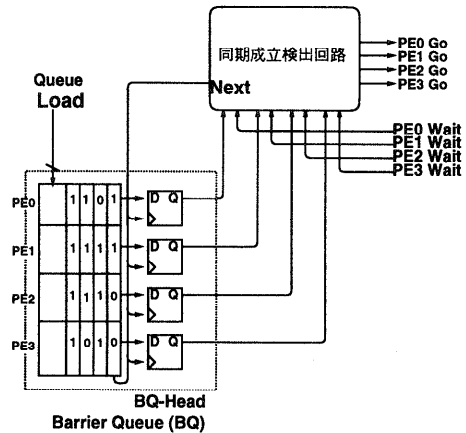 同期成立検出回路
Next
PE0 Go
PE1 Go
PE2 Go
PE3 Go
Queue
Load
PE0 Wait
PE1 Wait
PE2 Wait
PE3 Wait
PE0 1 1 0 1 D Q
PE1 1 1 1 1 D Q
PE2 1 1 1 0 D Q
PE3 1 0 1 0 D Q
BQ-Head
Barrier Queue (BQ)